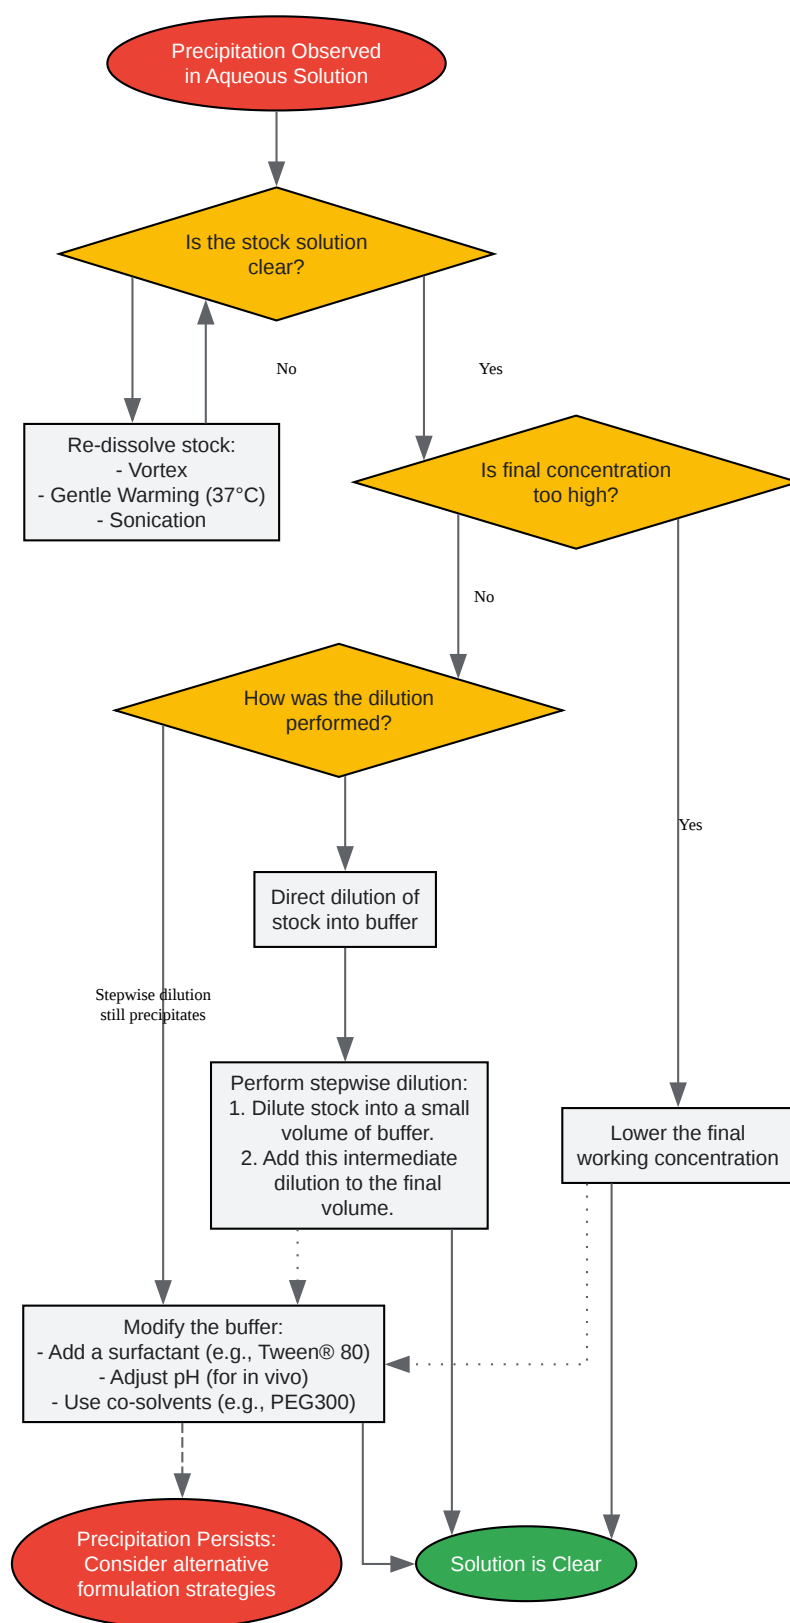 Precipitation Observed
in Aqueous Solution
Is the stock solution
clear?
No
Yes
Re-dissolve stock:
- Vortex
- Gentle Warming (37°C)
- Sonication
Is final concentration
too high?
No
How was the dilution
performed?
Yes
Direct dilution of
stock into buffer
Stepwise dilution
still precipitates
Perform stepwise dilution:
1. Dilute stock into a small
volume of buffer.
2. Add this intermediate
dilution to the final
volume.
Lower the final
working concentration
Modify the buffer:
- Add a surfactant (e.g., Tween® 80)
- Adjust pH (for in vivo)
- Use co-solvents (e.g., PEG300)
Precipitation Persists:
Consider alternative
formulation strategies
Solution is Clear